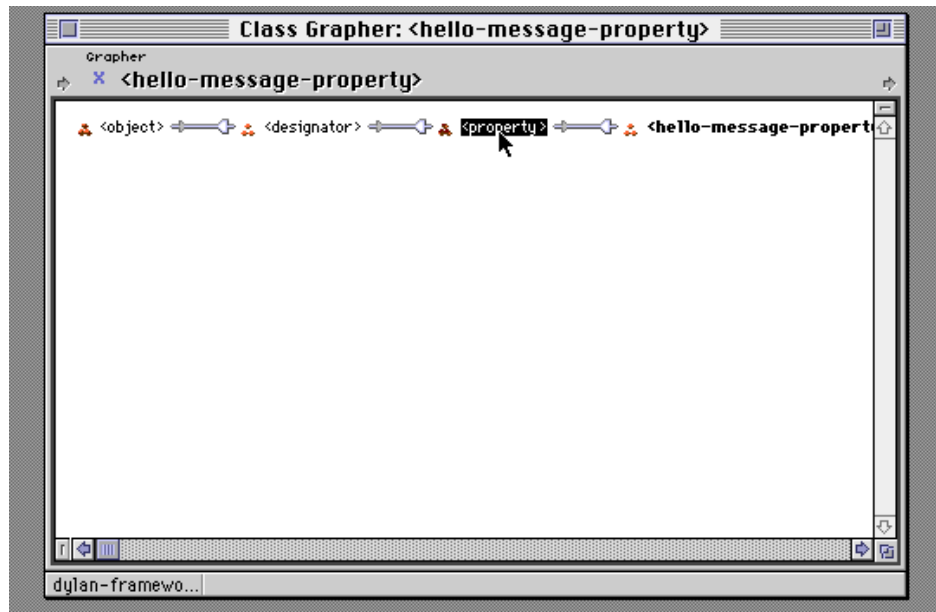 Class Grapher: <hello-message-property>
Grapher
X <hello-message-property>
<object> <designator> <property> <hello-message-propert
dylan-framewo...